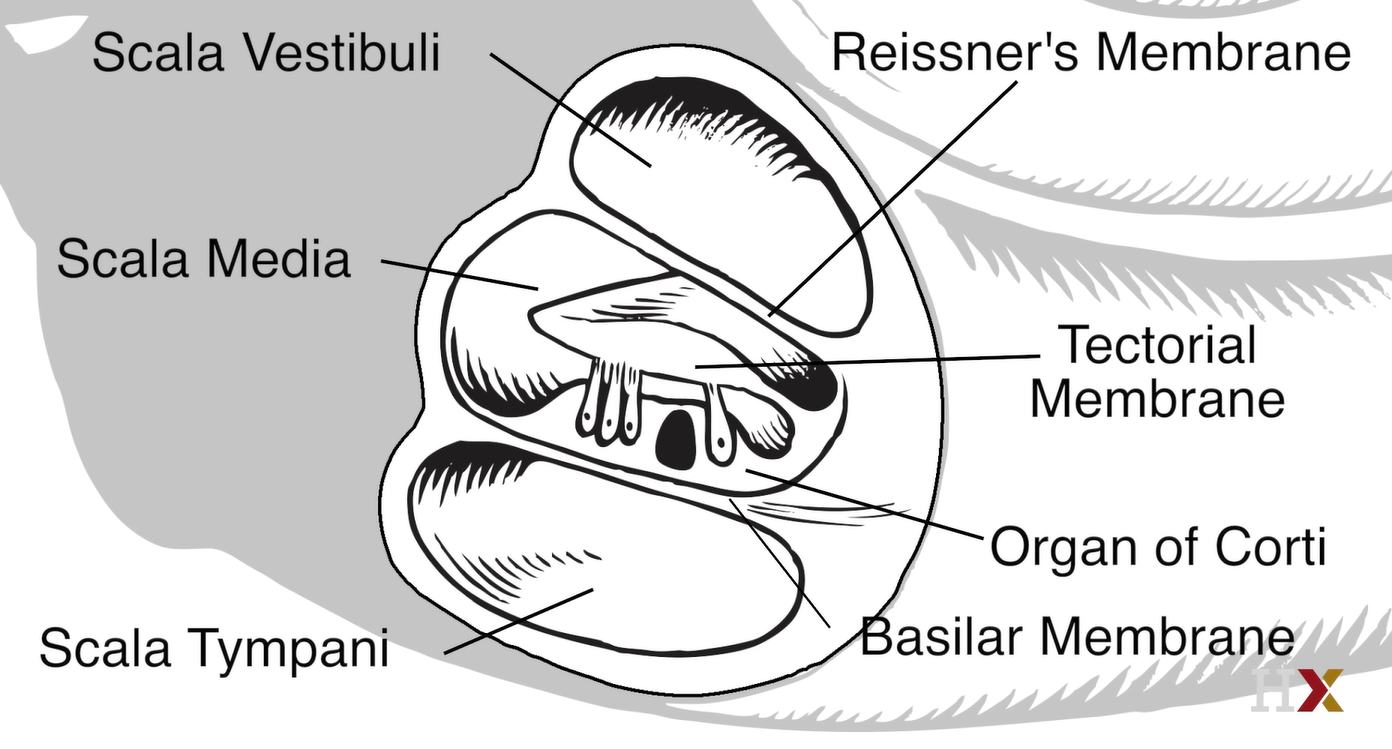 Scala Vestibuli
Reissner's Membrane
Scala Media
Tectorial
Membrane
Organ of Corti
Basilar Membrane
Scala Tympani
HX